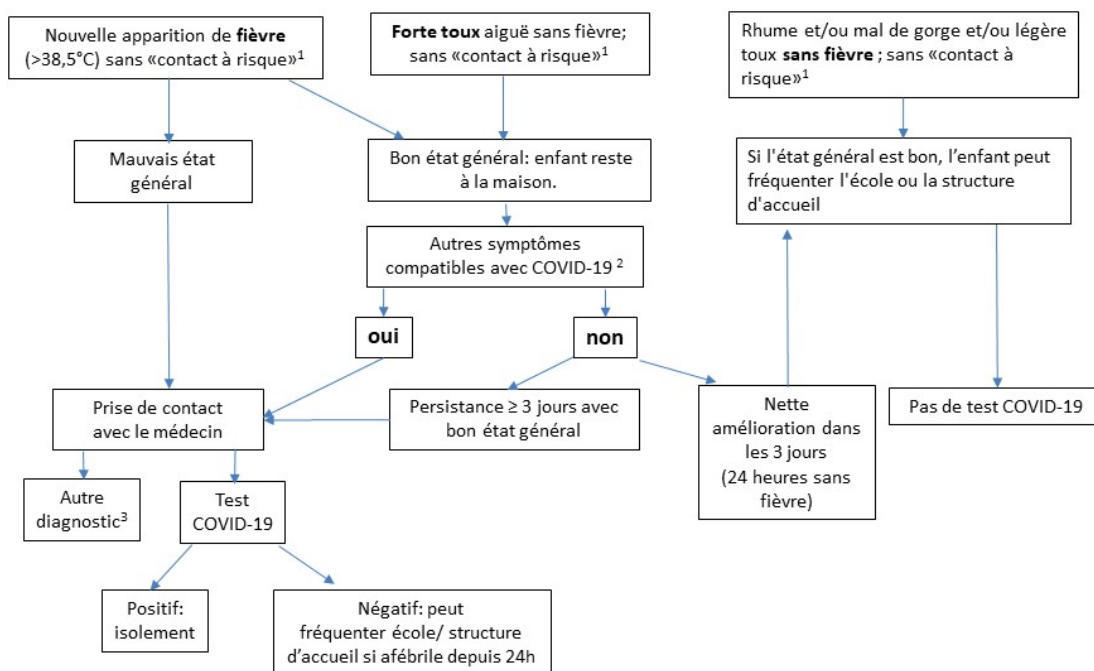 Nouvelle apparition de fièvre
(>38,5°C) sans «contact à risque»¹
Forte toux aiguë sans fièvre;
sans «contact à risque»¹
Rhume et/ou mal de gorge et/ou légère
toux sans fièvre ; sans «contact à
risque»¹
Mauvais état
général
Bon état général: enfant reste
à la maison.
Si l'état général est bon, l’enfant peut
fréquenter l'école ou la structure
d'accueil
Autres symptômes
compatibles avec COVID-19 ²
oui
non
Prise de contact
avec le médecin
Persistance ≥ 3 jours avec
bon état général
Nette
amélioration dans
les 3 jours
(24 heures sans
fièvre)
Pas de test COVID-19
Autre
diagnostic³
Test
COVID-19
Positif:
isolement
Négatif: peut
fréquenter école/ structure
d’accueil si afébrile depuis 24h